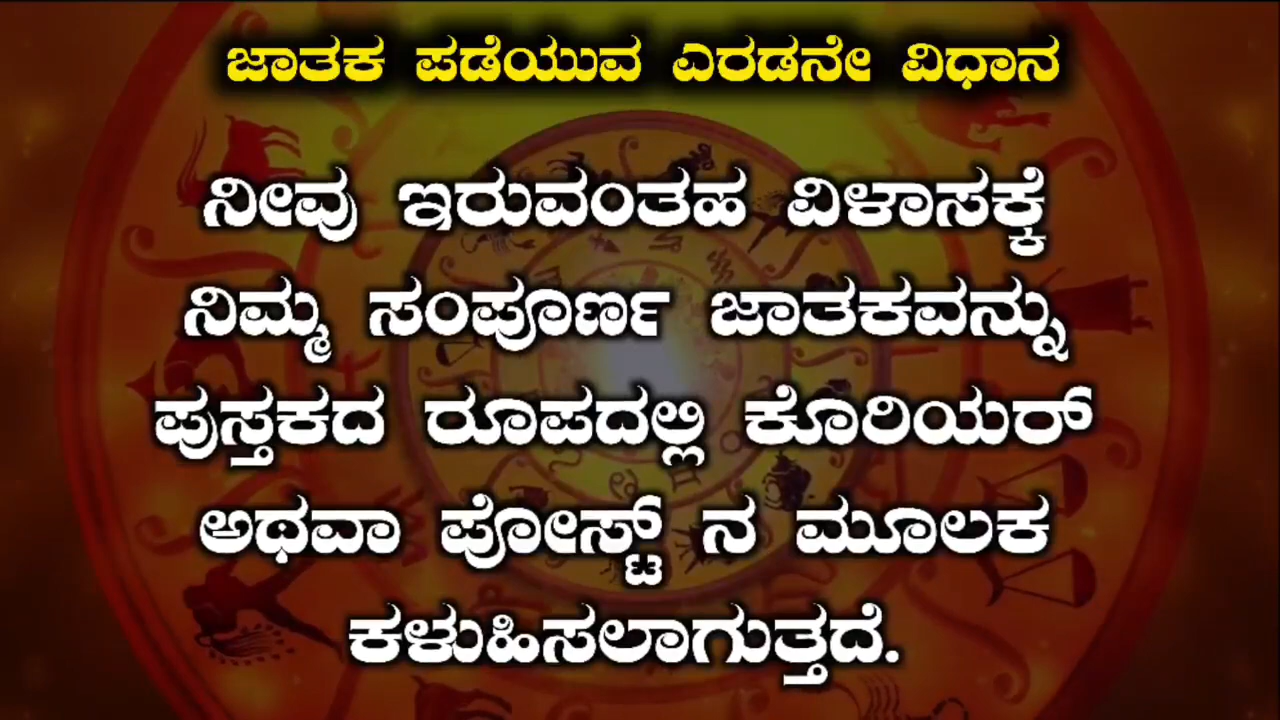 ಜಾತಕ ಪಡೆಯುವ ಎರಡನೇ ವಿಧಾನ
ನೀವು ಇರುವಂತಹ ವಿಳಾಸಕ್ಕೆ
ನಿಮ್ಮ ಸಂಪೂರ್ಣ ಜಾತಕವನ್ನು
ಪುಸ್ತಕದ ರೂಪದಲ್ಲಿ ಕೊರಿಯರ್
ಅಥವಾ ಪೋಸ್ಟ್ ನ ಮೂಲಕ
ಕಳುಹಿಸಲಾಗುತ್ತದೆ.